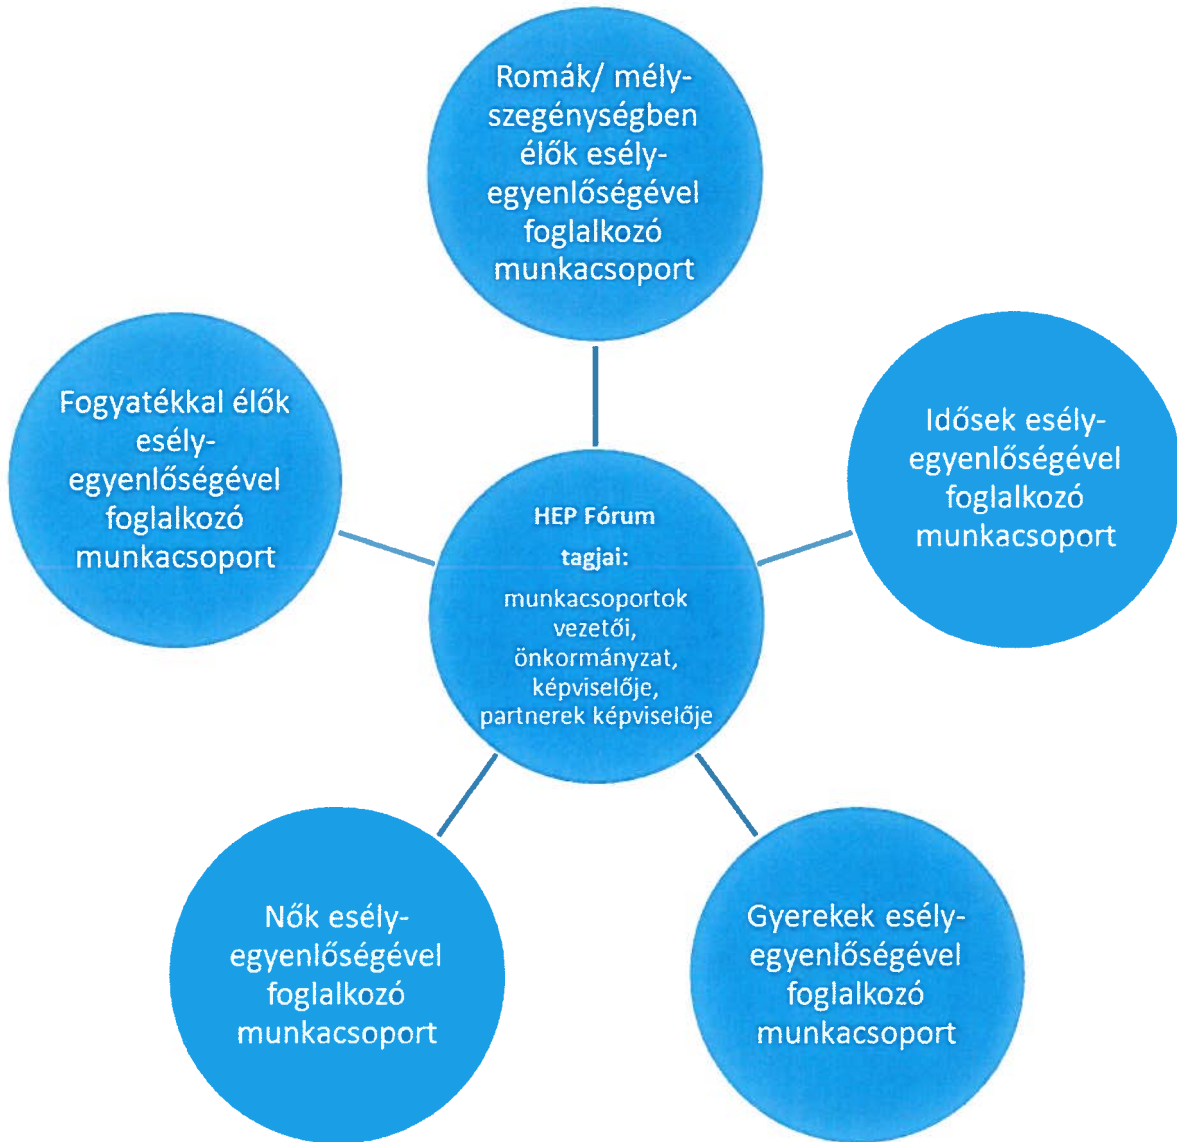 Romák/ mély-
szegénységben
élők esély-
egyenlőségével
foglalkozó
munkacsoport
Fogyatékkal élők
esély-
egyenlőségével
foglalkozó
munkacsoport
Idősek esély-
egyenlőségével
foglalkozó
munkacsoport
HEP Fórum
tagjai:
munkacsoportok
vezetői,
önkormányzat,
képviselője,
partnerek képviselője
Nők esély-
egyenlőségével
foglalkozó
munkacsoport
Gyerekek esély-
egyenlőségével
foglalkozó
munkacsoport